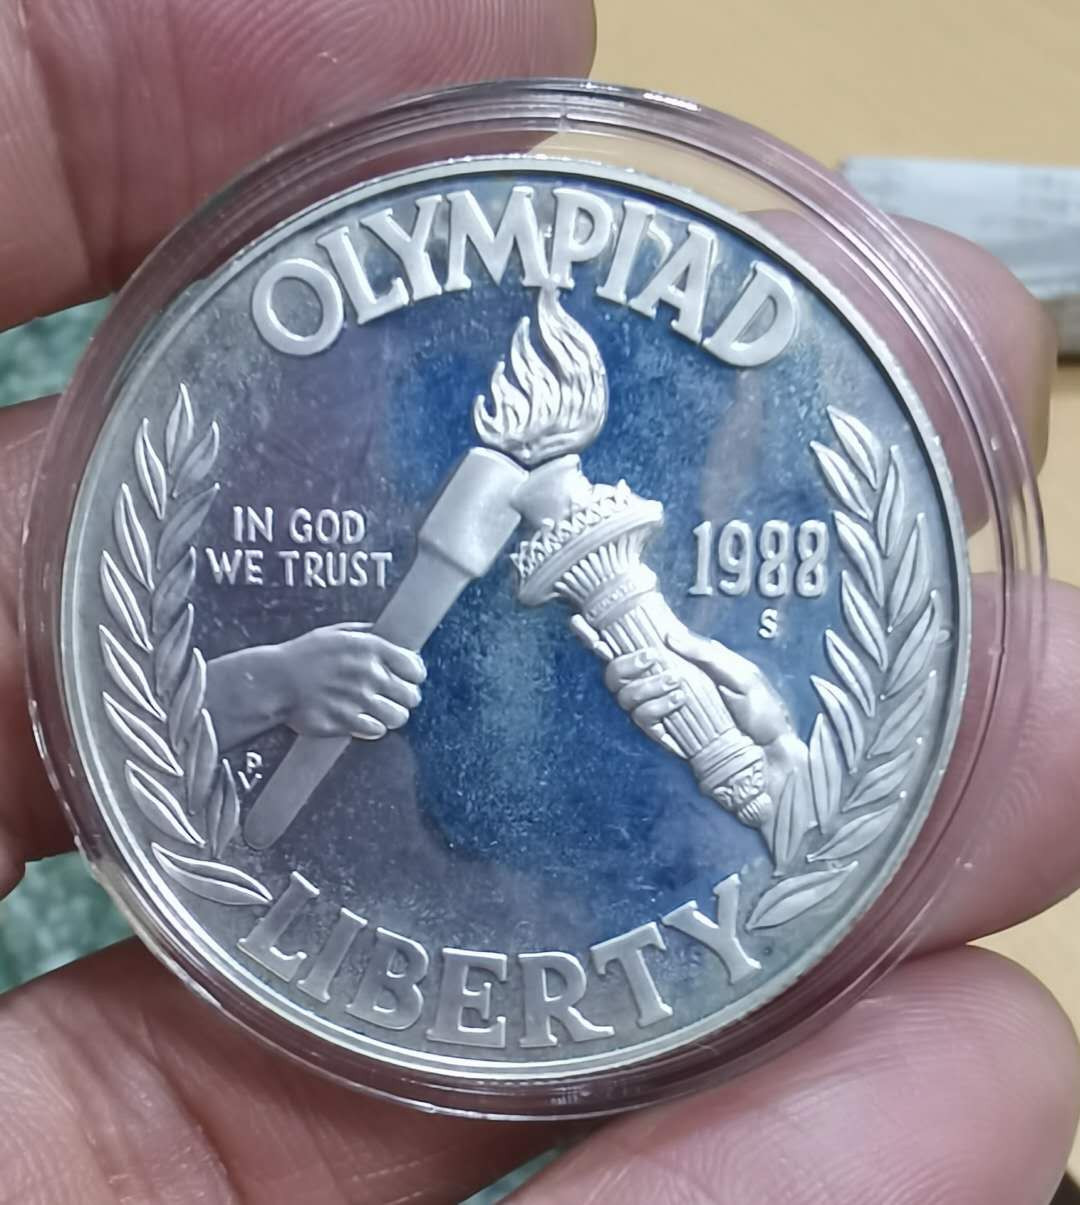 OLYMPIAD
IN GOD
WE TRUST
1988
S
LIBERTY